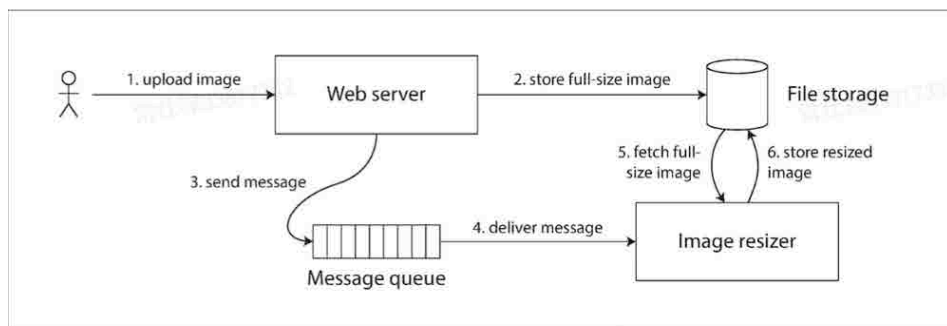 1. upload image
Web server
2. store full-size image
File storage
3. send message
5. fetch full-
size image
6. store resized
image
4. deliver message
Image resizer
Message queue